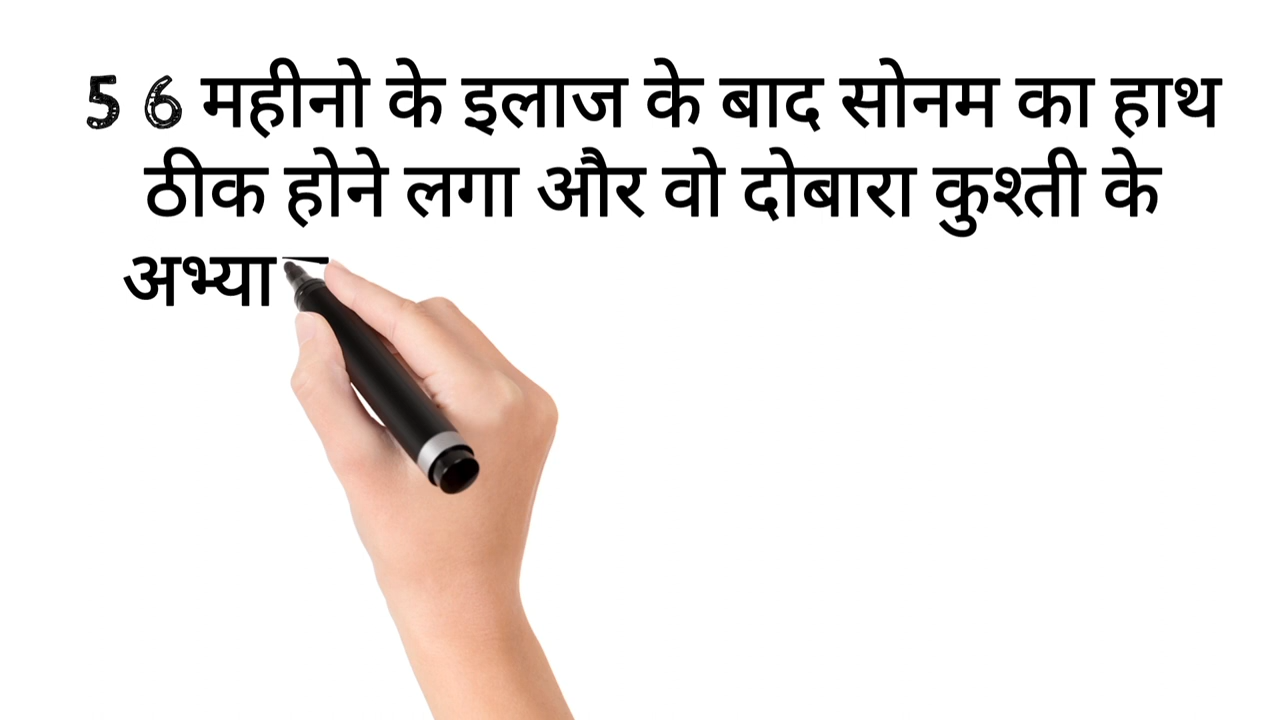 5 6 महीनो के इलाज के बाद सोनम का हाथ
ठीक होने लगा और वो दोबारा कुश्ती के
अभ्या